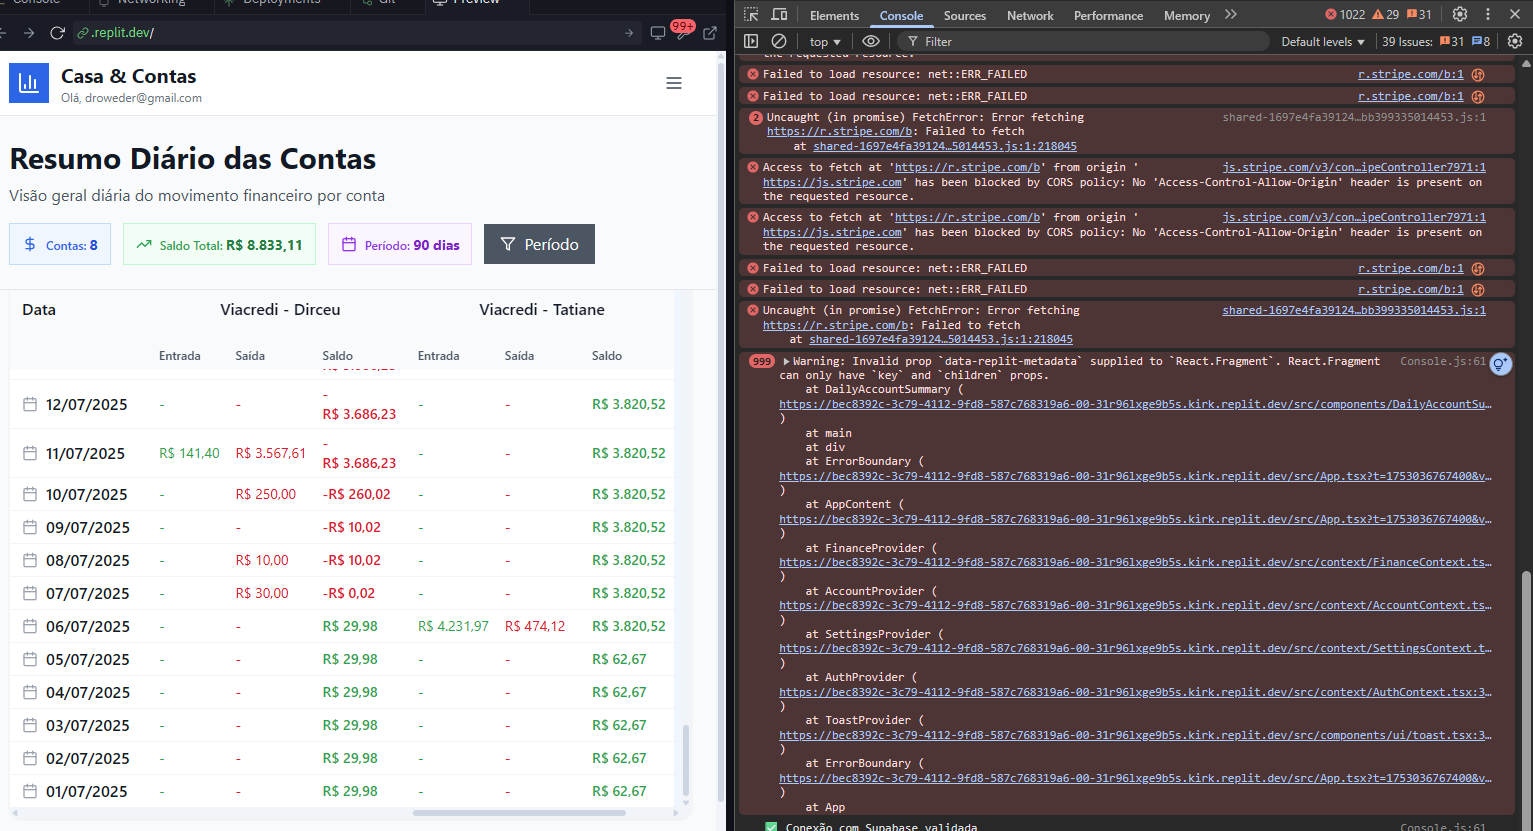 Console
Networking
Deployments
Git
Preview
.replit.dev/
99+
Casa & Contas
Olá, droweder@gmail.com
Resumo Diário das Contas
Visão geral diária do movimento financeiro por conta
Contas: 8
Saldo Total: R$ 8.833,11
Período: 90 dias
Período
Data Viacredi - Dirceu Viacredi - Tatiane
Entrada Saída Saldo Entrada Saída Saldo
12/07/2025 - - -R$ 3.686,23 - - R$ 3.820,52
11/07/2025 R$ 141,40 R$ 3.567,61 -R$ 3.686,23 - - R$ 3.820,52
10/07/2025 - R$ 250,00 -R$ 260,02 - - R$ 3.820,52
09/07/2025 - - -R$ 10,02 - - R$ 3.820,52
08/07/2025 - R$ 10,00 -R$ 10,02 - - R$ 3.820,52
07/07/2025 - R$ 30,00 -R$ 0,02 - - R$ 3.820,52
06/07/2025 - - R$ 29,98 R$ 4.231,97 R$ 474,12 R$ 3.820,52
05/07/2025 - - R$ 29,98 - - R$ 62,67
04/07/2025 - - R$ 29,98 - - R$ 62,67
03/07/2025 - - R$ 29,98 - - R$ 62,67
02/07/2025 - - R$ 29,98 - - R$ 62,67
01/07/2025 - - R$ 29,98 - - R$ 62,67
Elements Console Sources Network Performance Memory 1022 29 31
top Filter Default levels 39 Issues: 31 8
the requested resource.
Failed to load resource: net::ERR_FAILED r.stripe.com/b:1
Failed to load resource: net::ERR_FAILED r.stripe.com/b:1
2 Uncaught (in promise) FetchError: Error fetching shared-1697e4fa39124…bb399335014453.js:1
https://r.stripe.com/b: Failed to fetch
at shared-1697e4fa39124…5014453.js:1:218045
Access to fetch at 'https://r.stripe.com/b' from origin ' js.stripe.com/v3/con…ipeController7971:1
https://js.stripe.com' has been blocked by CORS policy: No 'Access-Control-Allow-Origin' header is present on
the requested resource.
Access to fetch at 'https://r.stripe.com/b' from origin ' js.stripe.com/v3/con…ipeController7971:1
https://js.stripe.com' has been blocked by CORS policy: No 'Access-Control-Allow-Origin' header is present on
the requested resource.
Failed to load resource: net::ERR_FAILED r.stripe.com/b:1
Failed to load resource: net::ERR_FAILED r.stripe.com/b:1
Uncaught (in promise) FetchError: Error fetching shared-1697e4fa39124…bb399335014453.js:1
https://r.stripe.com/b: Failed to fetch
at shared-1697e4fa39124…5014453.js:1:218045
999 Warning: Invalid prop `data-replit-metadata` supplied to `React.Fragment`. React.Fragment Console.js:61
can only have `key` and `children` props.
at DailyAccountSummary (
https://bec8392c-3c79-4112-9fd8-587c768319a6-00-31r96lxge9b5s.kirk.replit.dev/src/components/DailyAccountSu…
)
at main
at div
at ErrorBoundary (
https://bec8392c-3c79-4112-9fd8-587c768319a6-00-31r96lxge9b5s.kirk.replit.dev/src/App.tsx?t=1753036767400&v…
)
at AppContent (
https://bec8392c-3c79-4112-9fd8-587c768319a6-00-31r96lxge9b5s.kirk.replit.dev/src/App.tsx?t=1753036767400&v…
)
at FinanceProvider (
https://bec8392c-3c79-4112-9fd8-587c768319a6-00-31r96lxge9b5s.kirk.replit.dev/src/context/FinanceContext.ts…
)
at AccountProvider (
https://bec8392c-3c79-4112-9fd8-587c768319a6-00-31r96lxge9b5s.kirk.replit.dev/src/context/AccountContext.ts…
)
at SettingsProvider (
https://bec8392c-3c79-4112-9fd8-587c768319a6-00-31r96lxge9b5s.kirk.replit.dev/src/context/SettingsContext.t…
)
at AuthProvider (
https://bec8392c-3c79-4112-9fd8-587c768319a6-00-31r96lxge9b5s.kirk.replit.dev/src/context/AuthContext.tsx:3…
)
at ToastProvider (
https://bec8392c-3c79-4112-9fd8-587c768319a6-00-31r96lxge9b5s.kirk.replit.dev/src/components/ui/toast.tsx:3…
)
at ErrorBoundary (
https://bec8392c-3c79-4112-9fd8-587c768319a6-00-31r96lxge9b5s.kirk.replit.dev/src/App.tsx?t=1753036767400&v…
)
at App
Conexão com Supabase validada Console.js:61